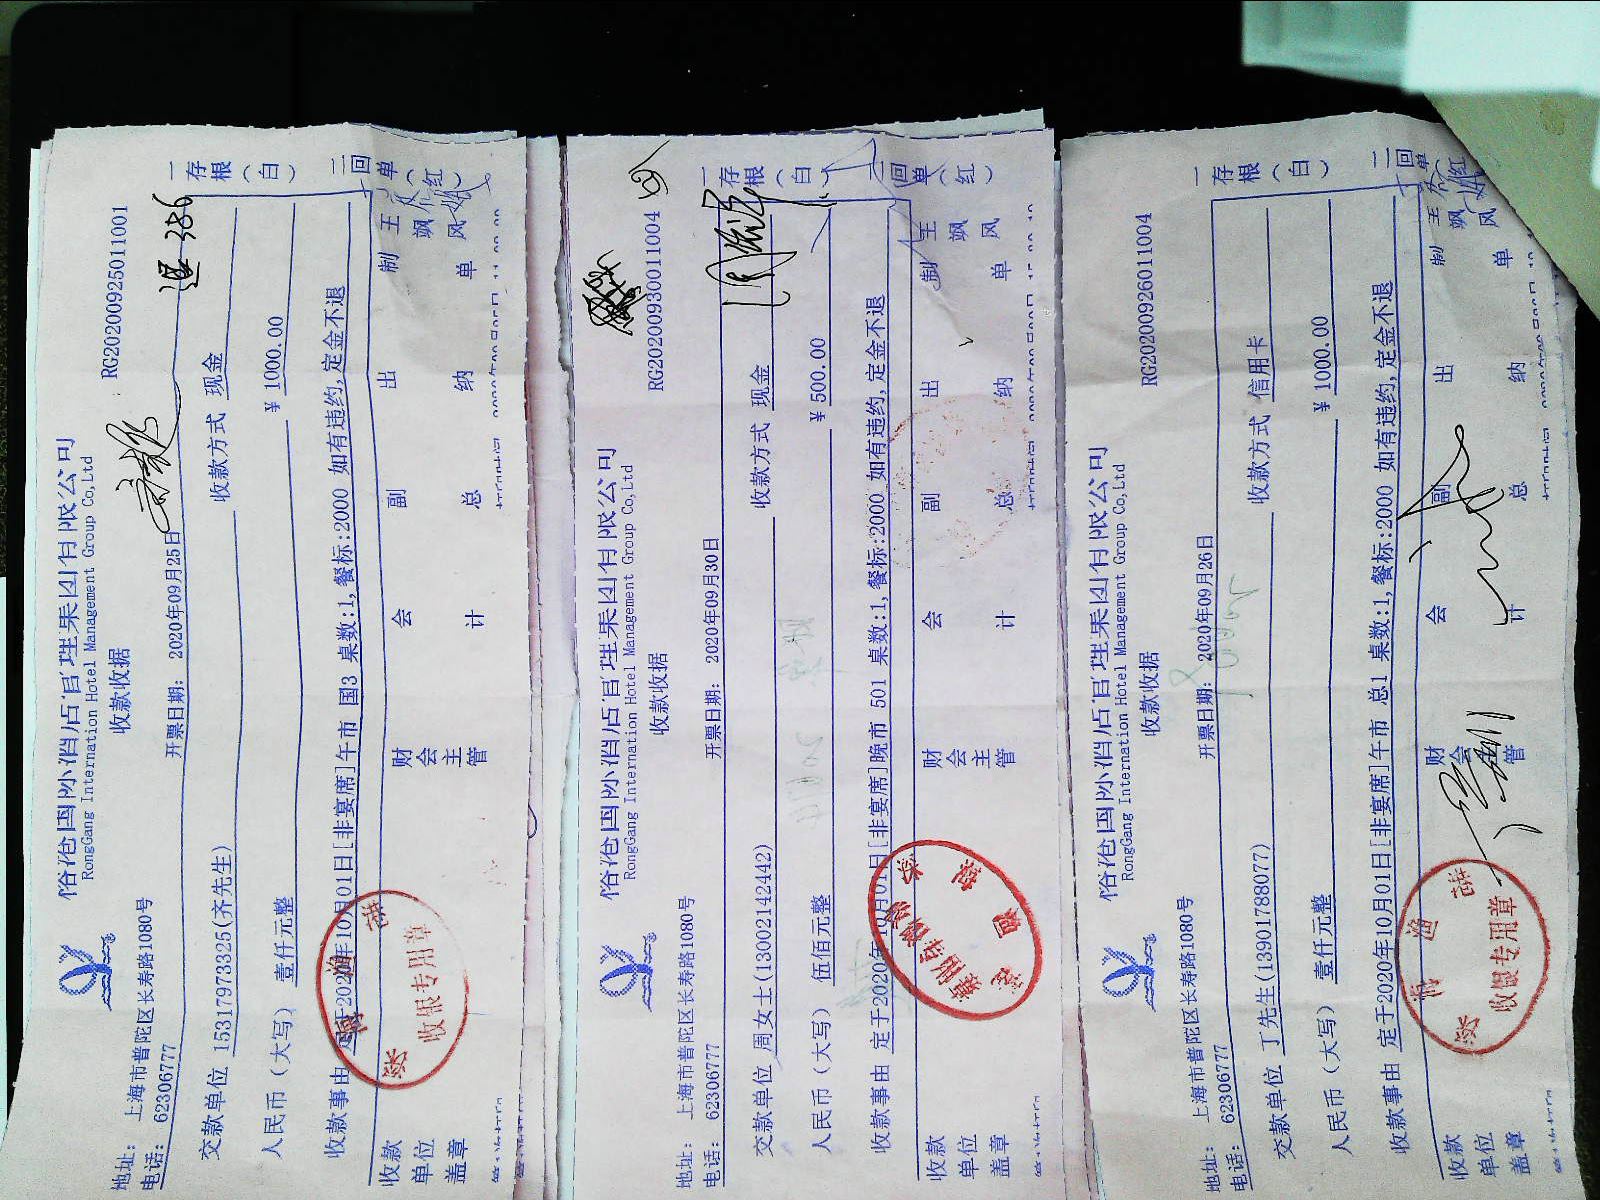 国际酒店管理集团有限公司
RongGang International Hotel Management Group Co,Ltd
收款收据
RG20200925011001
地址： 上海市普陀区长寿路1080号
电话： 62306777
开票日期： 2020年09月25日
退 386
交款单位 15317973325(齐先生)
收款方式 现金
人民币（大写） 壹仟元整
¥ 1000.00
收款事由 定于2020年10月01日[非宴席]午市 国3 桌数:1,餐标:2000 如有违约,定金不退
收款单位盖章
收银专用章
财会主管
会计
副总
出纳
制单
王飒风
一存根（白）
二回单（红）
国际酒店管理集团有限公司
RongGang International Hotel Management Group Co,Ltd
收款收据
RG20200930011004
地址： 上海市普陀区长寿路1080号
电话： 62306777
开票日期： 2020年09月30日
交款单位 周女士(13002142442)
收款方式 现金
人民币（大写） 伍佰元整
¥ 500.00
收款事由 定于2020年10月01日[非宴席]晚市 501 桌数:1,餐标:2000 如有违约,定金不退
收款单位盖章
财会主管
会计
副总
出纳
制单
王飒风
一存根（白）
二回单（红）
国际酒店管理集团有限公司
RongGang International Hotel Management Group Co,Ltd
收款收据
RG20200926011004
地址： 上海市普陀区长寿路1080号
电话： 62306777
开票日期： 2020年09月26日
交款单位 丁先生(13901788077)
收款方式 信用卡
人民币（大写） 壹仟元整
¥ 1000.00
收款事由 定于2020年10月01日[非宴席]午市 总1 桌数:1,餐标:2000 如有违约,定金不退
收款单位盖章
收银专用章
财会主管
会计
副总
出纳
制单
王飒风
一存根（白）
二回单（红）